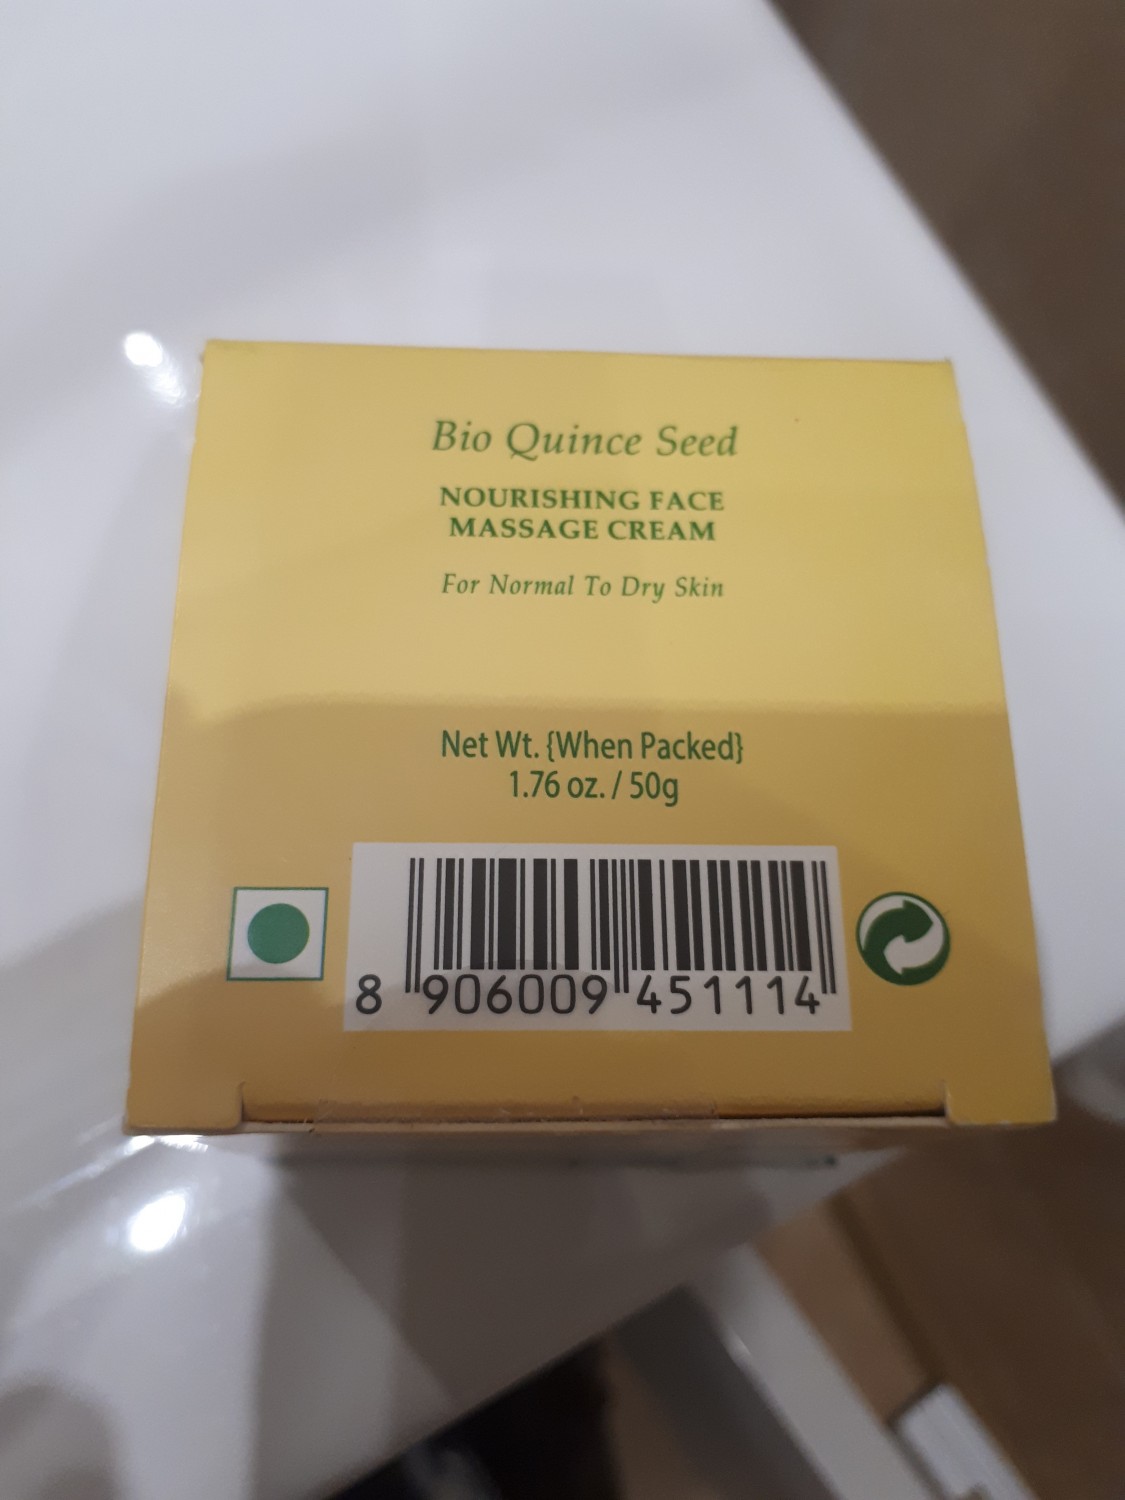 Bio Quince Seed
NOURISHING FACE
MASSAGE CREAM
For Normal To Dry Skin
Net Wt. {When Packed}
1.76 oz. / 50g
8 906009 451114